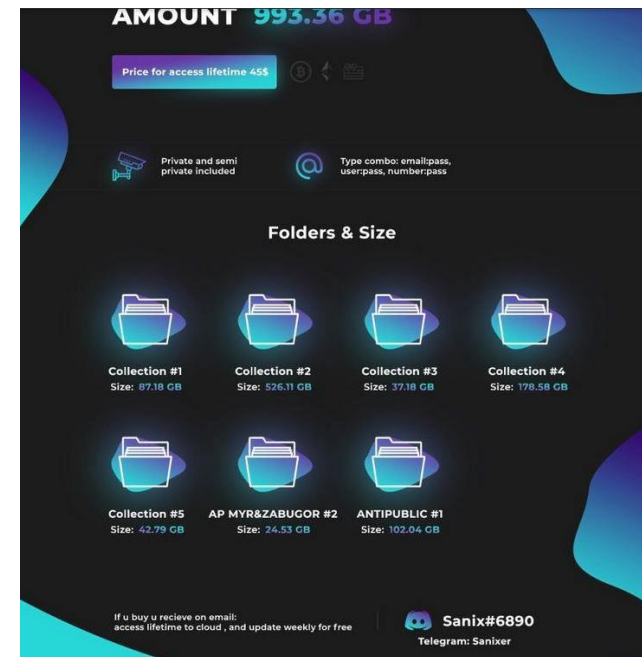 AMOUNT 993.36 GB
Price for access lifetime 45$
Private and semi
private included
Type combo: email:pass,
user:pass, number:pass
Folders & Size
Collection #1
Size: 87.18 GB
Collection #2
Size: 526.11 GB
Collection #3
Size: 37.18 GB
Collection #4
Size: 178.58 GB
Collection #5
Size: 42.79 GB
AP MYR&ZABUGOR #2
Size: 24.53 GB
ANTIPUBLIC #1
Size: 102.04 GB
If u buy u recieve on email:
access lifetime to cloud , and update weekly for free
Sanix#6890
Telegram: Sanixer